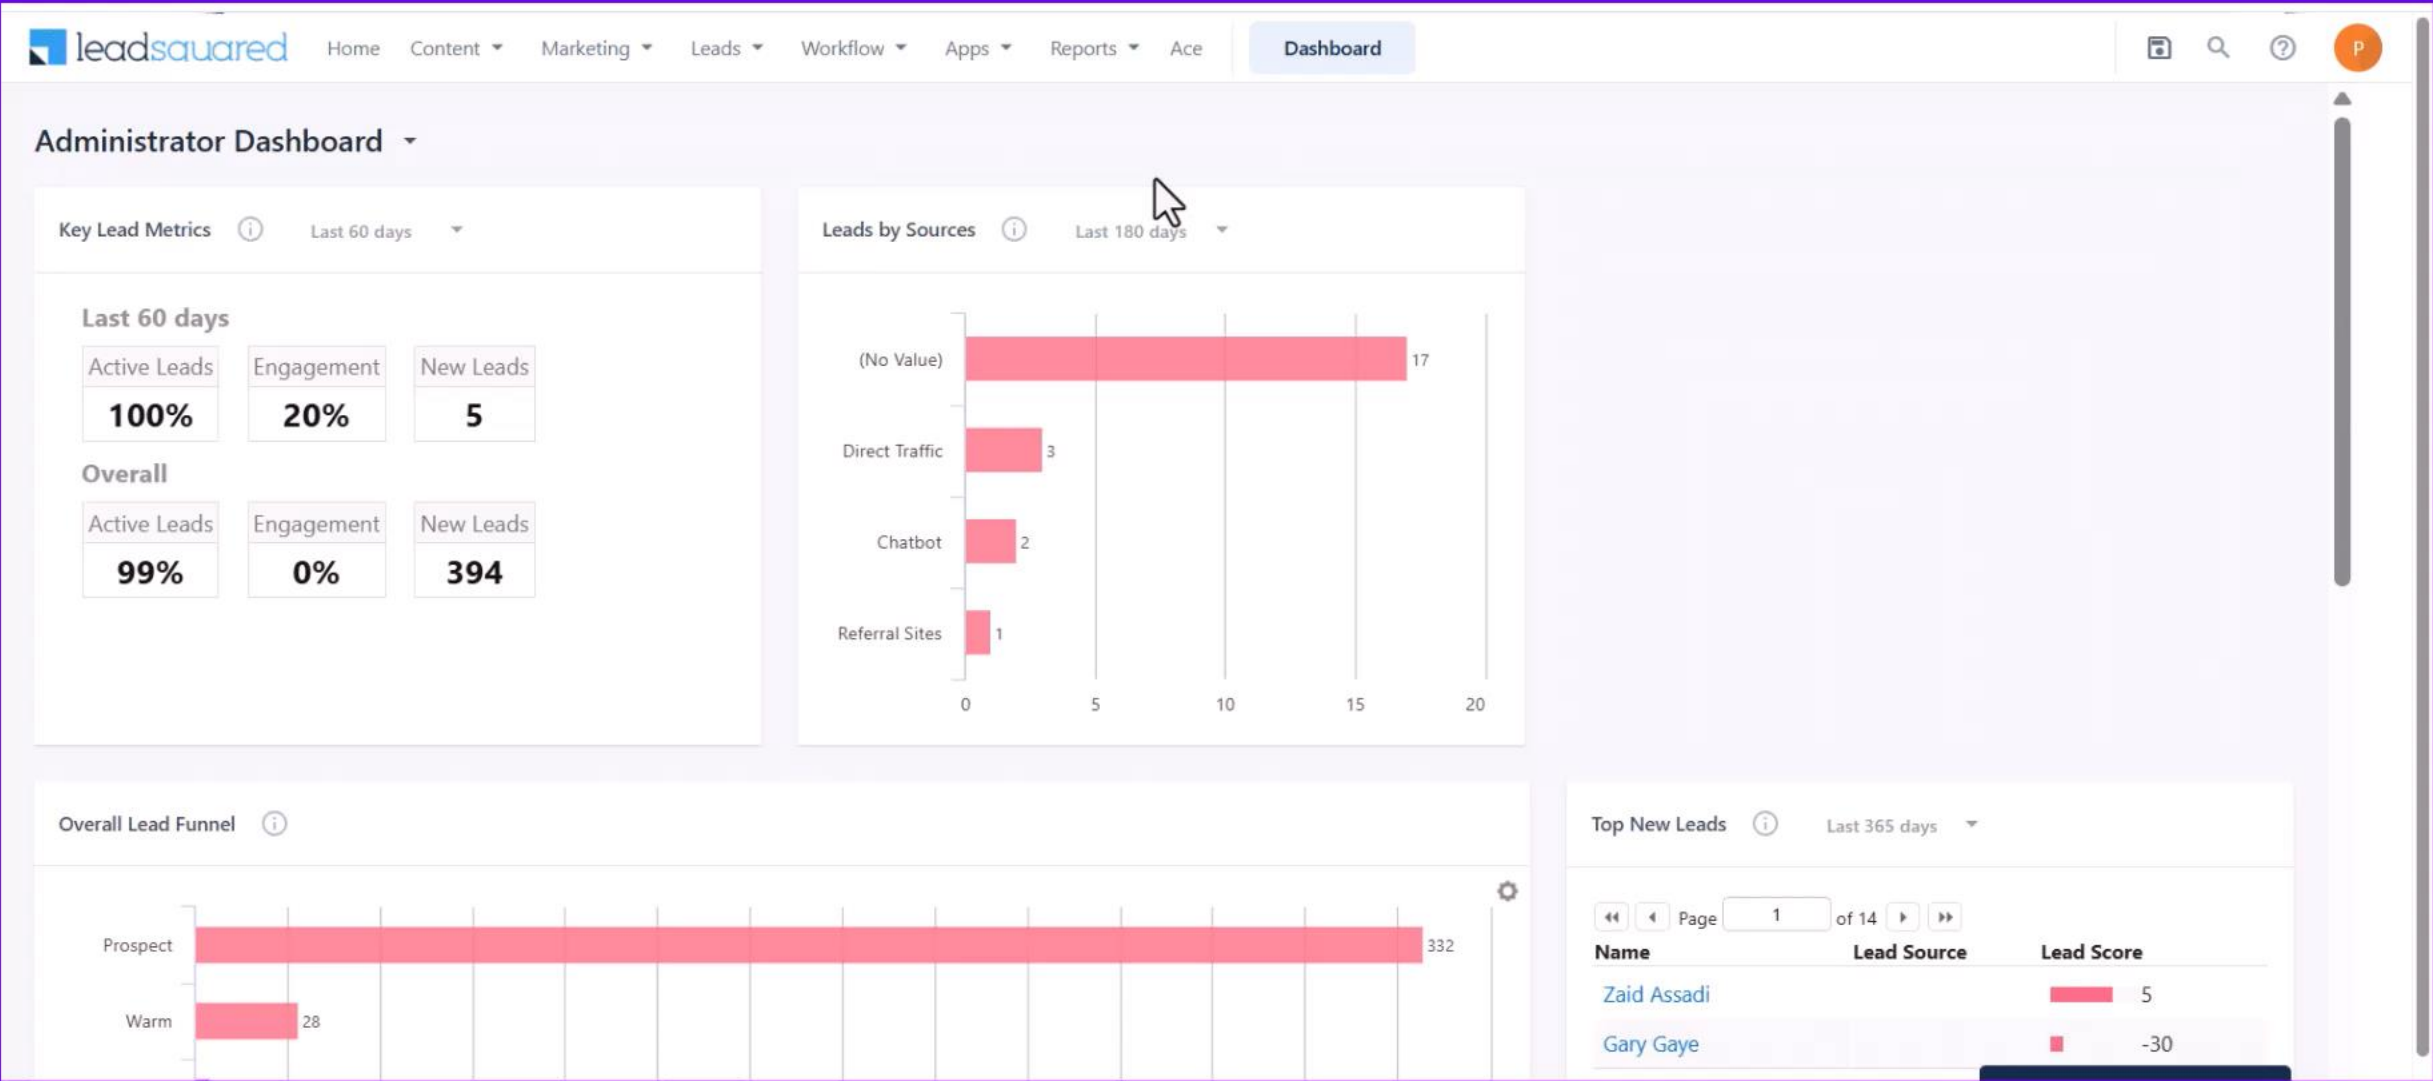 leadsquared Home Content Marketing Leads Workflow Apps Reports Ace Dashboard P
Administrator Dashboard
Key Lead Metrics Last 60 days
Last 60 days
Active Leads Engagement New Leads
100% 20% 5
Overall
Active Leads Engagement New Leads
99% 0% 394
Leads by Sources Last 180 days
(No Value) 17
Direct Traffic 3
Chatbot 2
Referral Sites 1
0 5 10 15 20
Overall Lead Funnel
Prospect 332
Warm 28
Top New Leads Last 365 days
Page 1 of 14
Name Lead Source Lead Score
Zaid Assadi 5
Gary Gaye -30